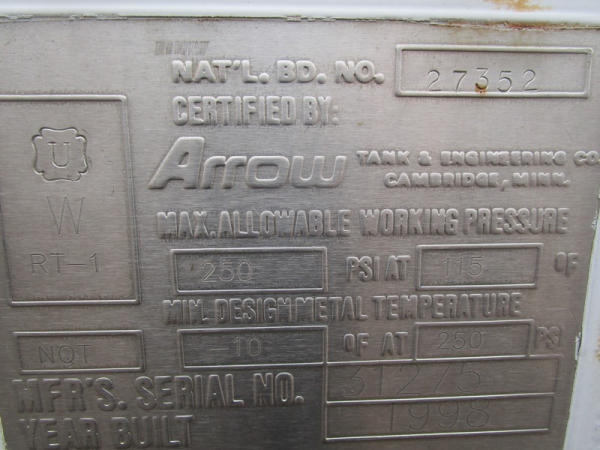 NAT'L. BD. NO. 27352
CERTIFIED BY:
U
W
RT-1
Arrow TANK & ENGINEERING CO.
CAMBRIDGE, MINN.
MAX. ALLOWABLE WORKING PRESSURE
250 PSI AT 115 °F
MIN. DESIGN METAL TEMPERATURE
NQT 10 °F AT 250 PSI
MFR'S. SERIAL NO. 31275
YEAR BUILT 1998